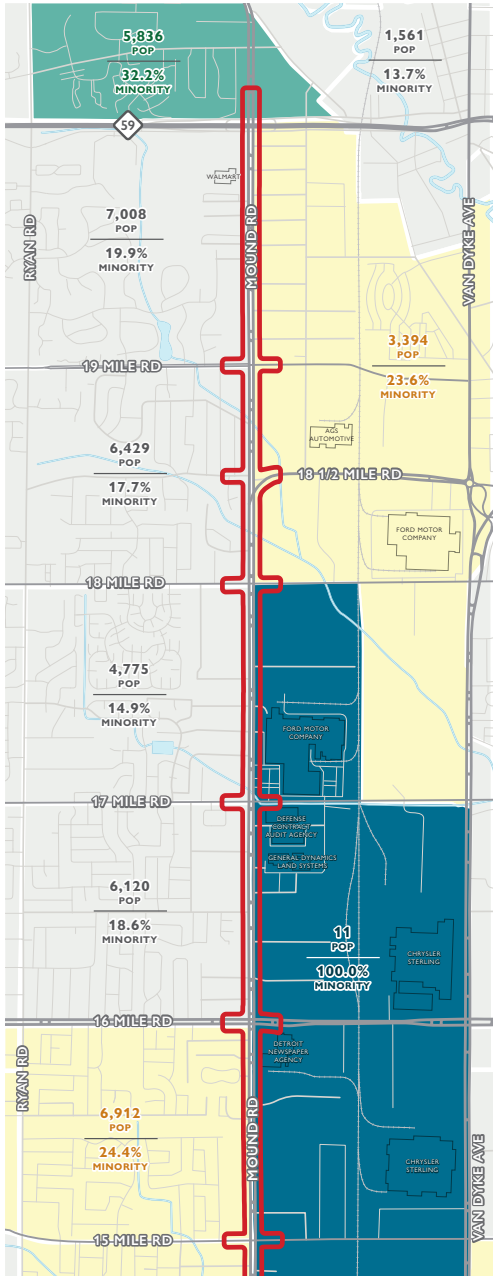 5,836
POP
32.2%
MINORITY
1,561
POP
13.7%
MINORITY
59
WALMART
7,008
POP
19.9%
MINORITY
RYAN RD
MOUND RD
VAN DYKE AVE
3,394
POP
23.6%
MINORITY
19 MILE RD
AGS
AUTOMOTIVE
6,429
POP
17.7%
MINORITY
18 1/2 MILE RD
FORD MOTOR
COMPANY
18 MILE RD
4,775
POP
14.9%
MINORITY
FORD MOTOR
COMPANY
17 MILE RD
DEFENSE
CONTRACT
AUDIT AGENCY
GENERAL DYNAMICS
LAND SYSTEMS
6,120
POP
18.6%
MINORITY
11
POP
100.0%
MINORITY
CHRYSLER
STERLING
16 MILE RD
DETROIT
NEWSPAPER
AGENCY
RYAN RD
6,912
POP
24.4%
MINORITY
MOUND RD
CHRYSLER
STERLING
VAN DYKE AVE
15 MILE RD